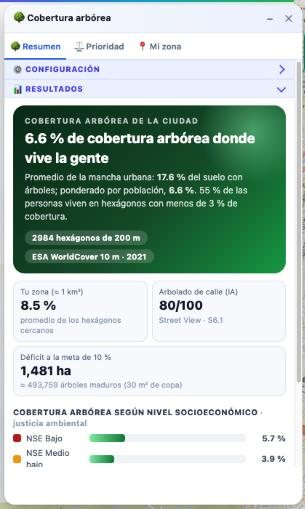 Cobertura arbórea
Resumen Prioridad Mi zona
CONFIGURACIÓN
RESULTADOS
COBERTURA ARBÓREA DE LA CIUDAD
6.6 % de cobertura arbórea donde
vive la gente
Promedio de la mancha urbana: 17.6 % del suelo con
árboles; ponderado por población, 6.6 %. 55 % de las
personas viven en hexágonos con menos de 3 % de
cobertura.
2984 hexágonos de 200 m
ESA WorldCover 10 m · 2021
Tu zona (≈ 1 km²)
8.5 %
promedio de los hexágonos
cercanos
Arbolado de calle (IA)
80/100
Street View · S6.1
Déficit a la meta de 10 %
1,481 ha
≈ 493,759 árboles maduros (30 m² de copa)
COBERTURA ARBÓREA SEGÚN NIVEL SOCIOECONÓMICO ·
justicia ambiental
NSE Bajo 5.7 %
NSE Medio 3.9 %
bajo